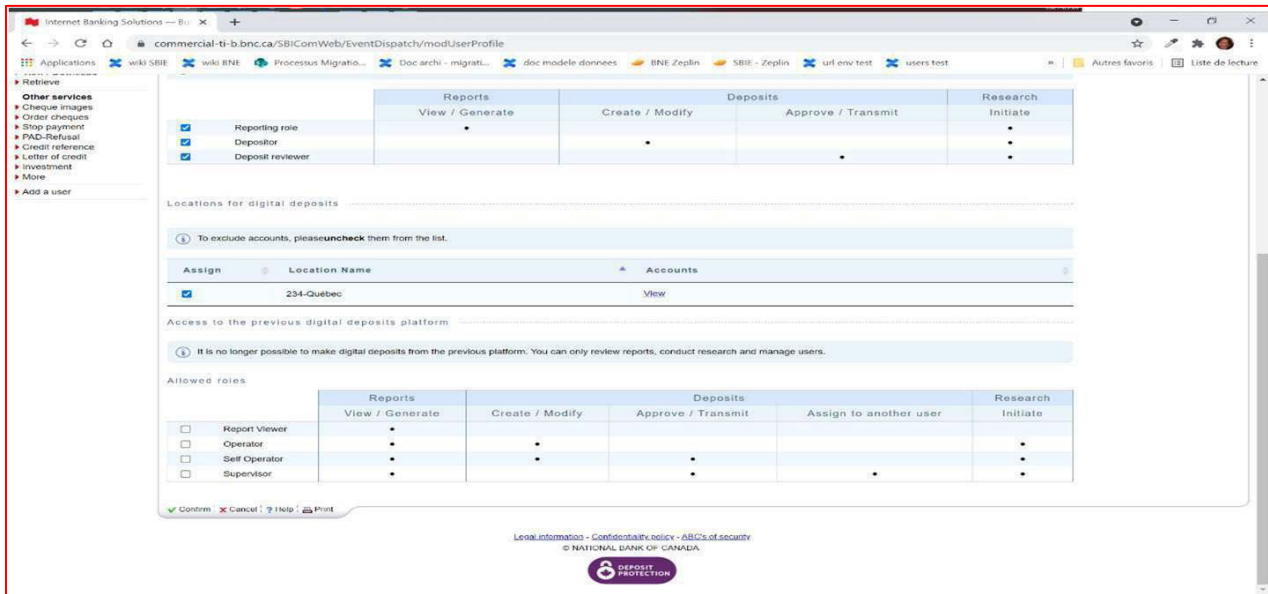 Internet Banking Solutions — Bu
commercial-ti-b.bnc.ca/SBIComWeb/EventDispatch/modUserProfile
Applications wiki SBIE wiki BNE Processus Migratio... Doc archi - migrati... doc modele donnees BNE Zeplin SBIE - Zeplin url env test users test » Autres favoris Liste de lecture
Retrieve
Other services
Cheque images
Order cheques
Stop payment
PAD-Refusal
Credit reference
Letter of credit
Investment
More
Add a user
Reports Deposits Research
View / Generate Create / Modify Approve / Transmit Initiate
Reporting role • •
Depositor • •
Deposit reviewer • •
Locations for digital deposits
To exclude accounts, pleaseuncheck them from the list.
Assign Location Name Accounts
234-Québec View
Access to the previous digital deposits platform
It is no longer possible to make digital deposits from the previous platform. You can only review reports, conduct research and manage users.
Allowed roles
Reports Deposits Research
View / Generate Create / Modify Approve / Transmit Assign to another user Initiate
Report Viewer •
Operator • • •
Self Operator • • • •
Supervisor • • • •
Confirm Cancel ? Help Print
Legal information - Confidentiality policy - ABC's of security
© NATIONAL BANK OF CANADA
DEPOSIT
PROTECTION